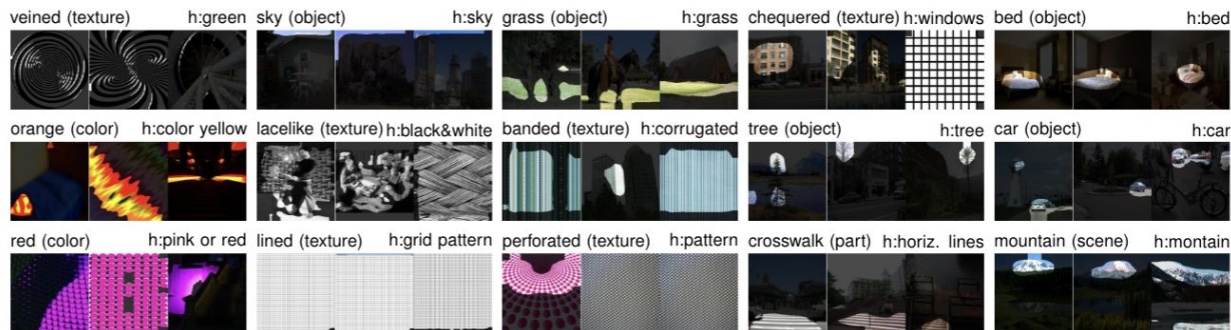 veined (texture) h:green
sky (object) h:sky
grass (object) h:grass
chequered (texture) h:windows
bed (object) h:bed
orange (color) h:color yellow
lacelike (texture) h:black&white
banded (texture) h:corrugated
tree (object) h:tree
car (object) h:car
red (color) h:pink or red
lined (texture) h:grid pattern
perforated (texture) h:pattern
crosswalk (part) h:horiz. lines
mountain (scene) h:montain